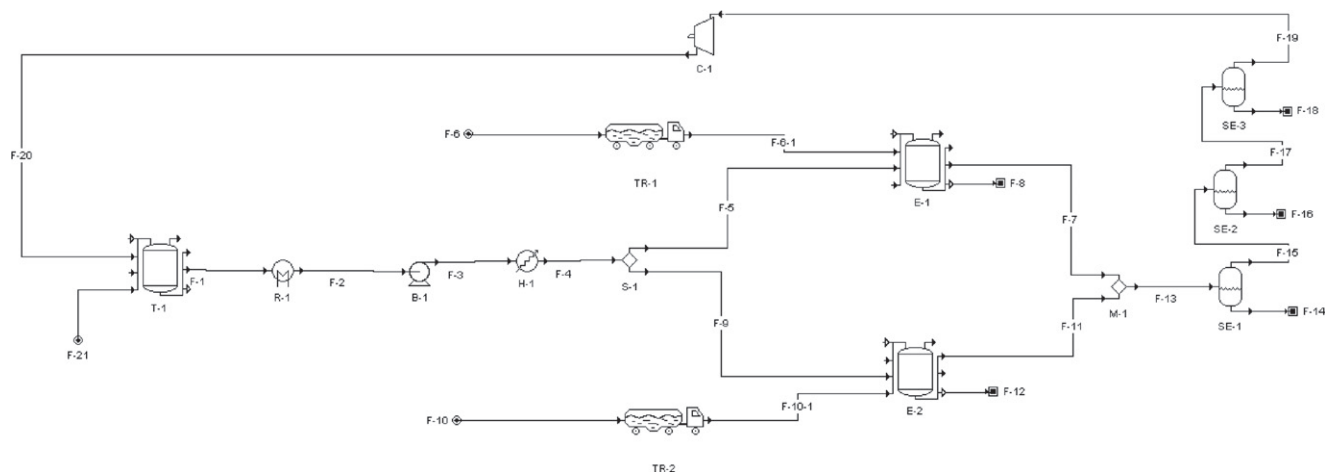 F-19
C-1
F-18
SE-3
F-6
F-6-1
F-20
F-17
TR-1
F-8
E-1
F-5
F-7
F-16
SE-2
F-15
F-1
F-2
F-3
F-4
R-1
B-1
H-1
S-1
T-1
F-13
M-1
SE-1
F-14
F-9
F-11
F-21
F-12
F-10
F-10-1
E-2
TR-2